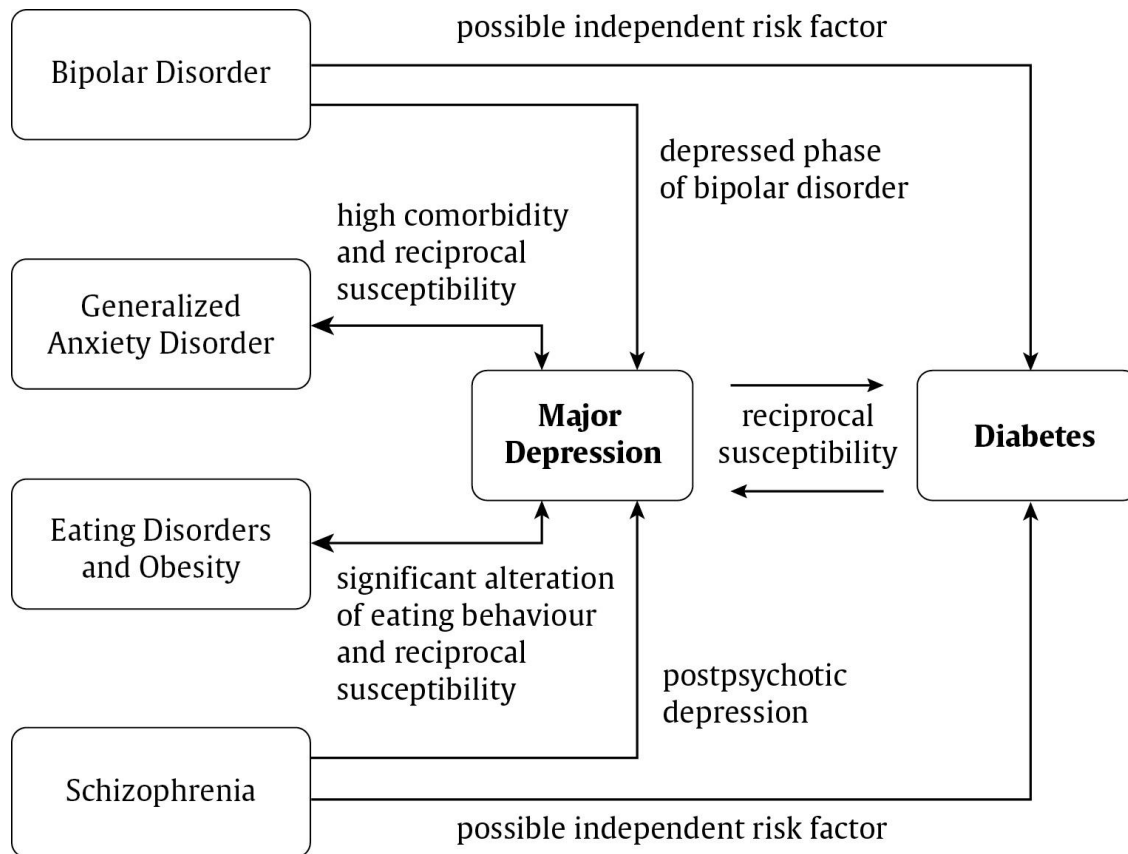 possible independent risk factor
Bipolar Disorder
depressed phase
of bipolar disorder
high comorbidity
and reciprocal
susceptibility
Generalized
Anxiety Disorder
Major
Depression
reciprocal
susceptibility
Diabetes
Eating Disorders
and Obesity
significant alteration
of eating behaviour
and reciprocal
susceptibility
postpsychotic
depression
Schizophrenia
possible independent risk factor